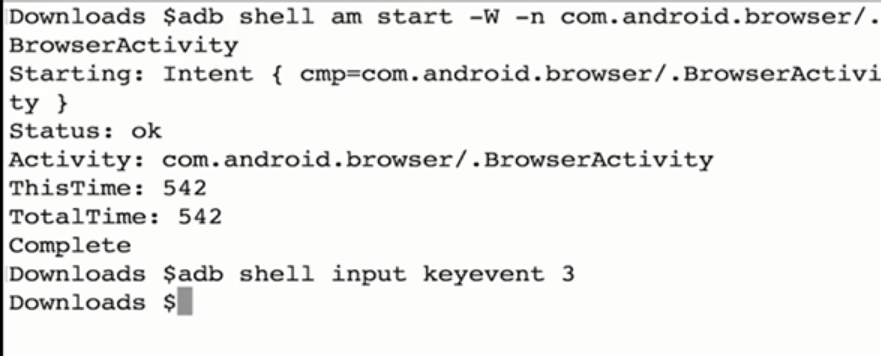 Downloads $adb shell am start -W -n com.android.browser/.
BrowserActivity
Starting: Intent { cmp=com.android.browser/.BrowserActivi
ty }
Status: ok
Activity: com.android.browser/.BrowserActivity
ThisTime: 542
TotalTime: 542
Complete
Downloads $adb shell input keyevent 3
Downloads $